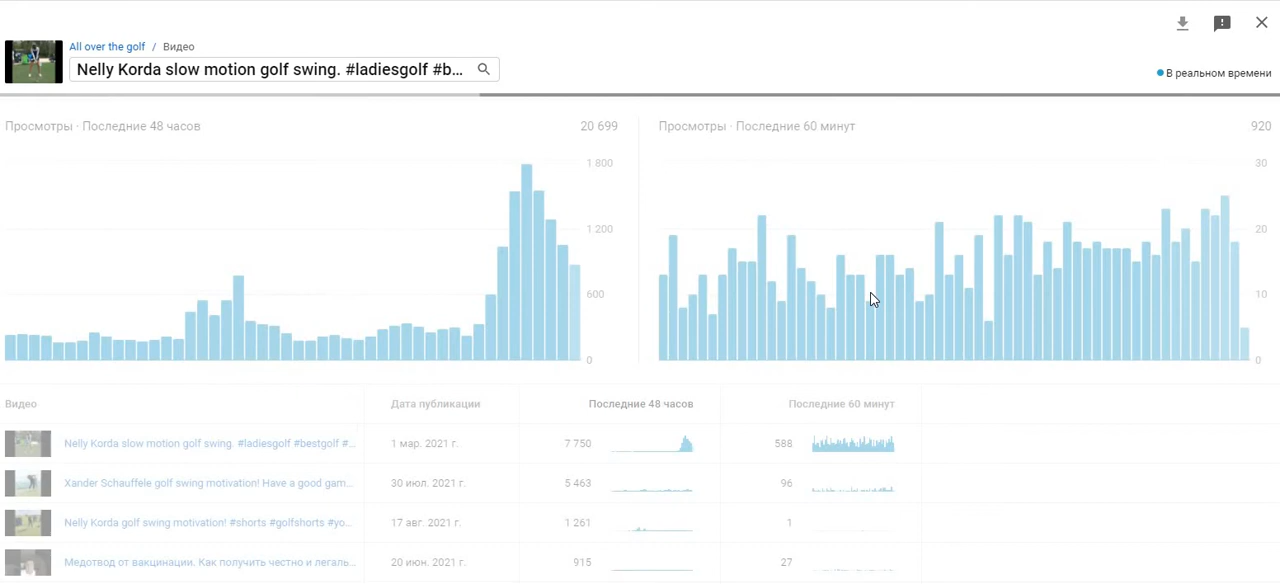 All over the golf / Видео
Nelly Korda slow motion golf swing. #ladiesgolf #b...
В реальном времени
Просмотры · Последние 48 часов 20 699
1 800
1 200
600
0
Просмотры · Последние 60 минут 920
30
20
10
0
Видео Дата публикации Последние 48 часов Последние 60 минут
Nelly Korda slow motion golf swing. #ladiesgolf #bestgolf #... 1 мар. 2021 г. 7 750 588
Xander Schauffele golf swing motivation! Have a good gam... 30 июл. 2021 г. 5 463 96
Nelly Korda golf swing motivation! #shorts #golfshorts #yo... 17 авг. 2021 г. 1 261 1
Медотвод от вакцинации. Как получить честно и легаль... 20 июн. 2021 г. 915 27